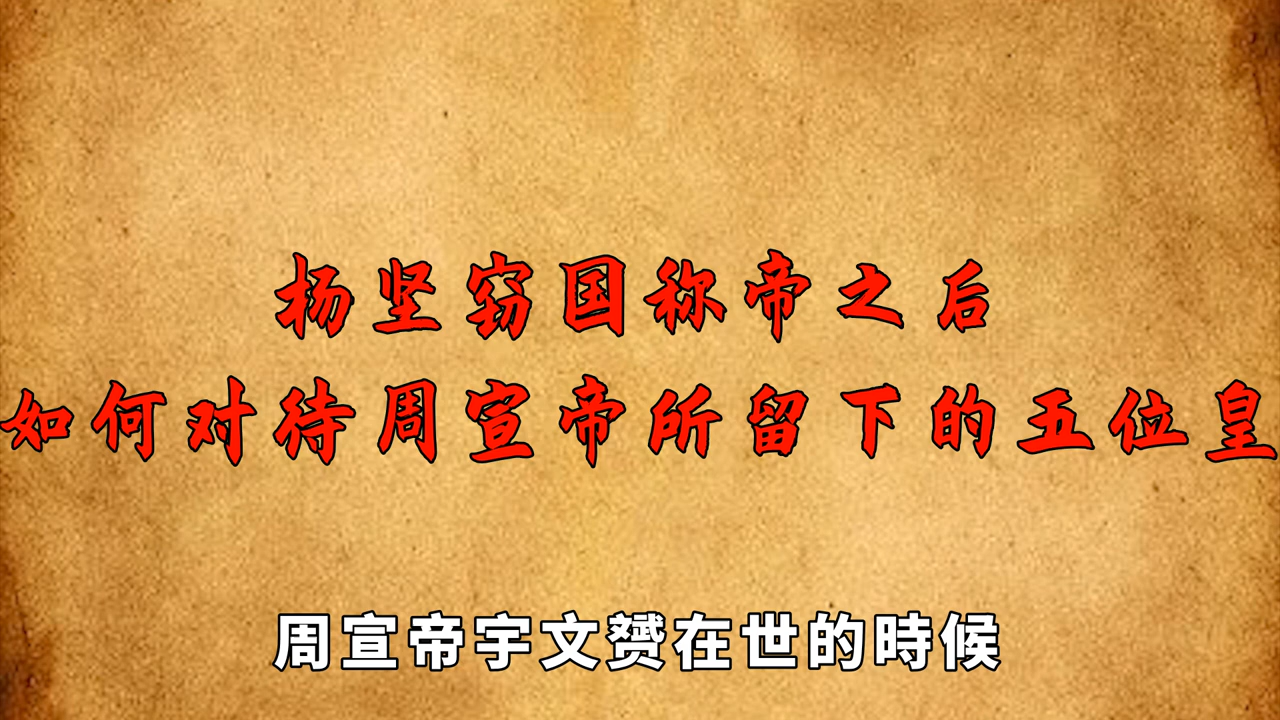 杨坚窃国称帝之后
如何对待周宣帝所留下的五位皇
周宣帝宇文赟在世的時候